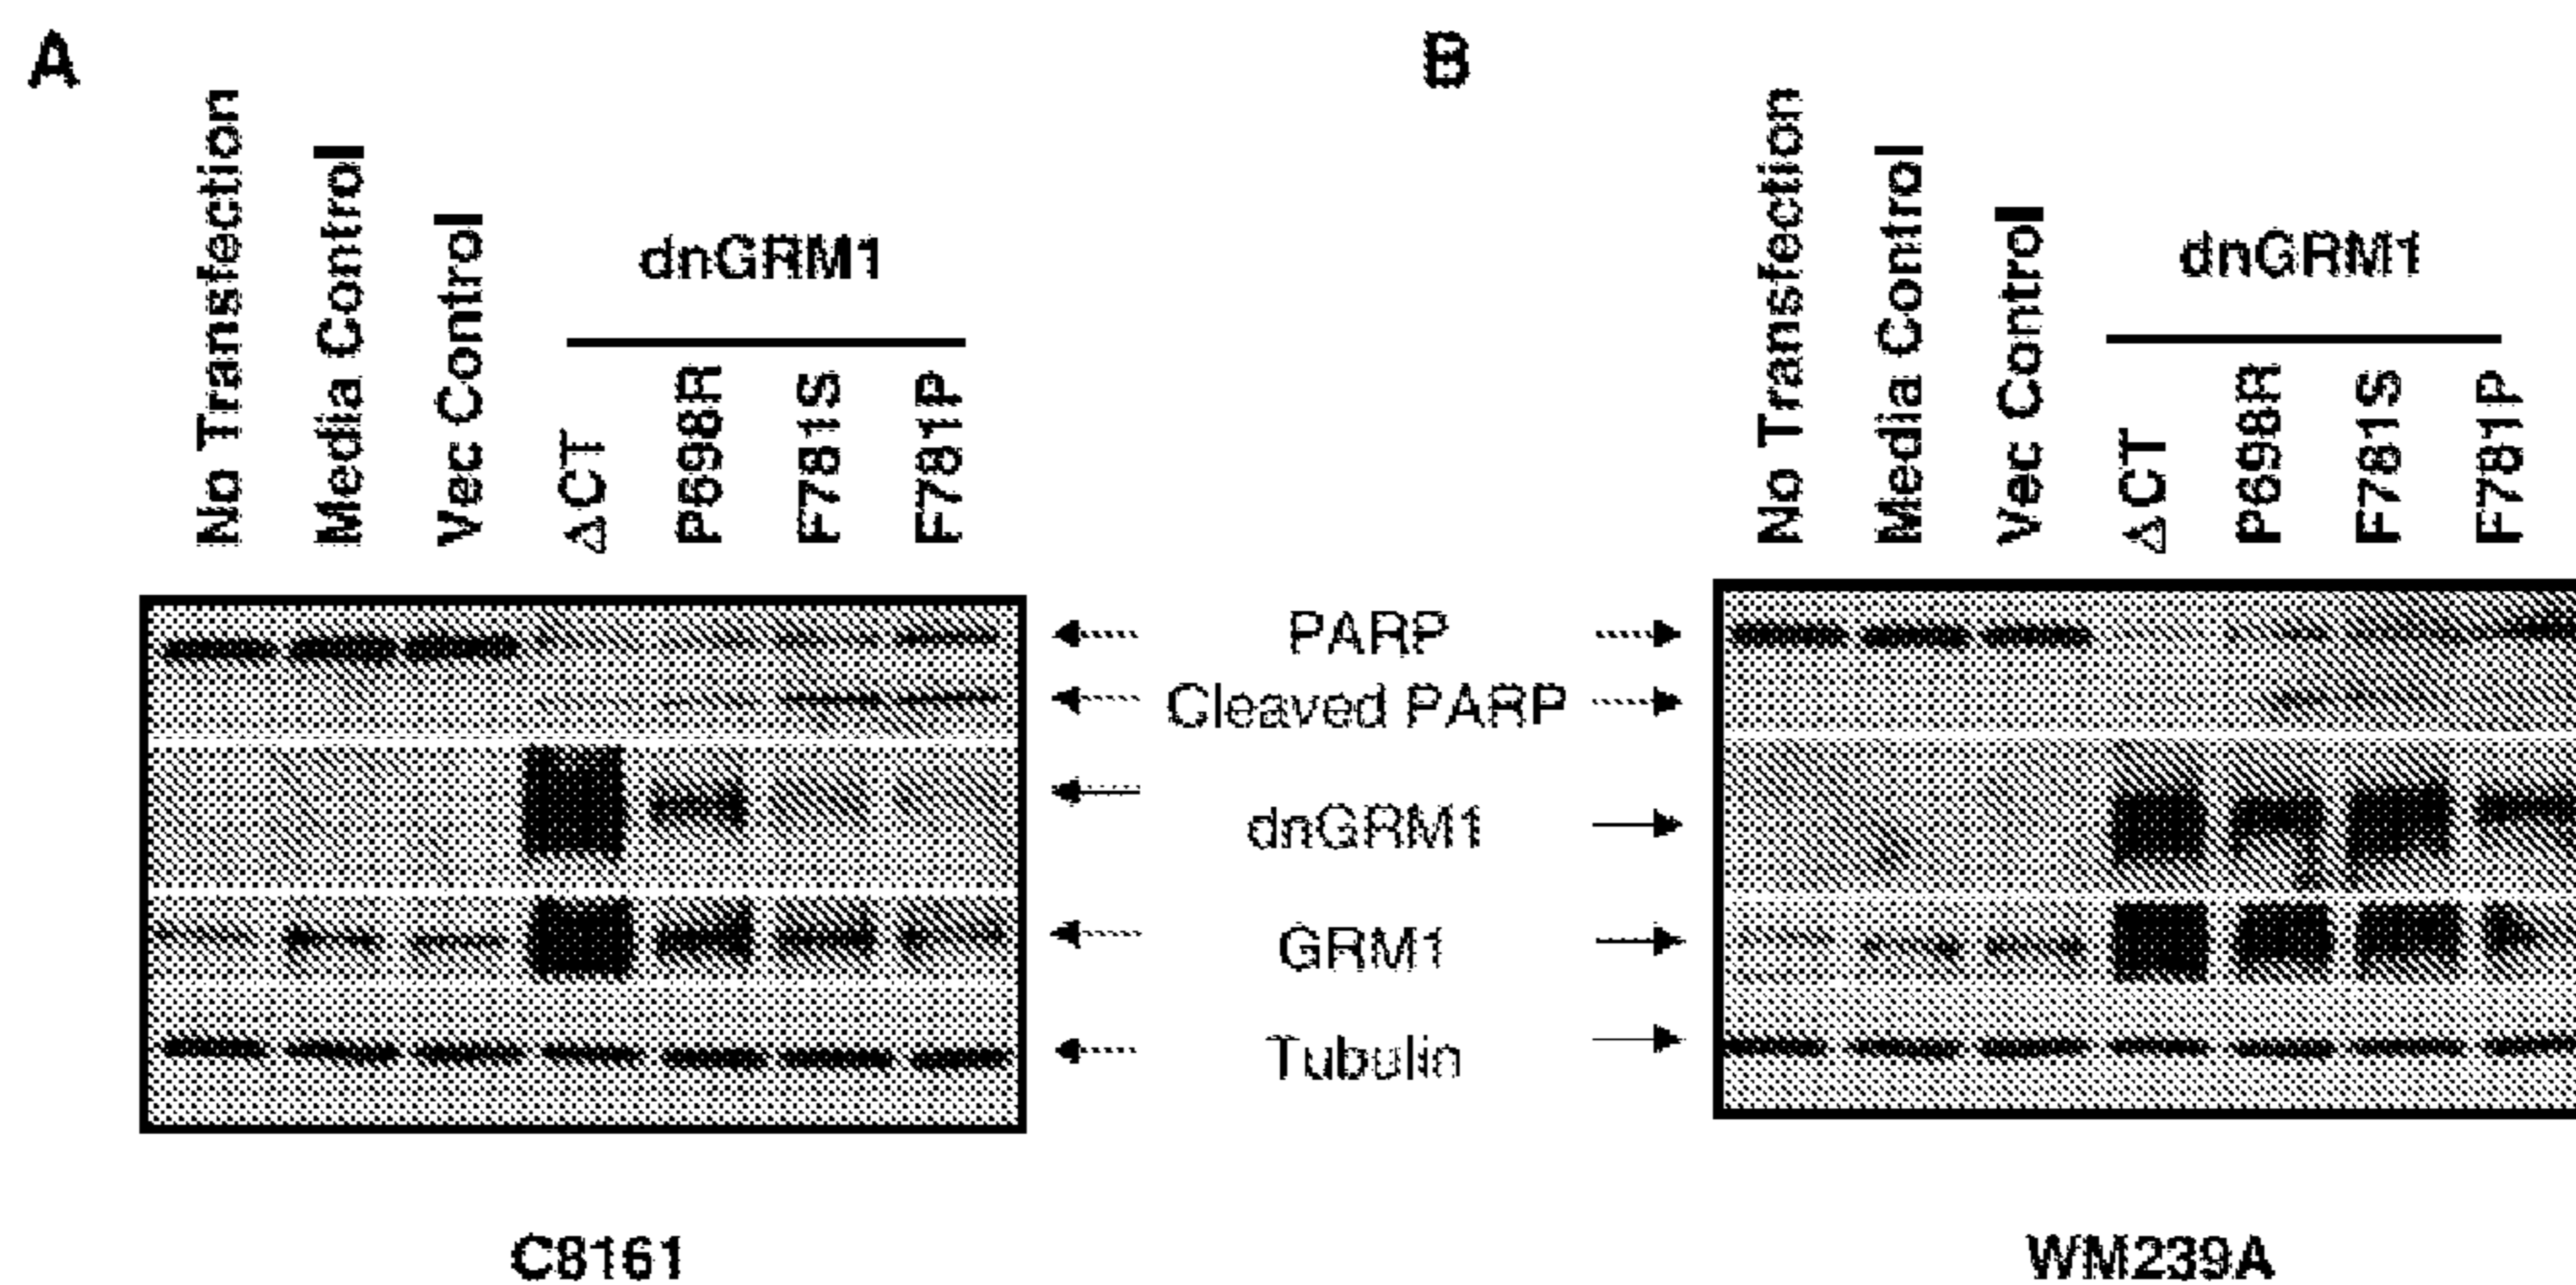 A
No Transfection
Media Control
Vec Control
dnGRM1
ΔCT
P698R
F781S
F781P
C8161
PARP
Cleaved PARP
dnGRM1
GRM1
Tubulin
B
No Transfection
Media Control
Vec Control
dnGRM1
ΔCT
P698R
F781S
F781P
WM239A